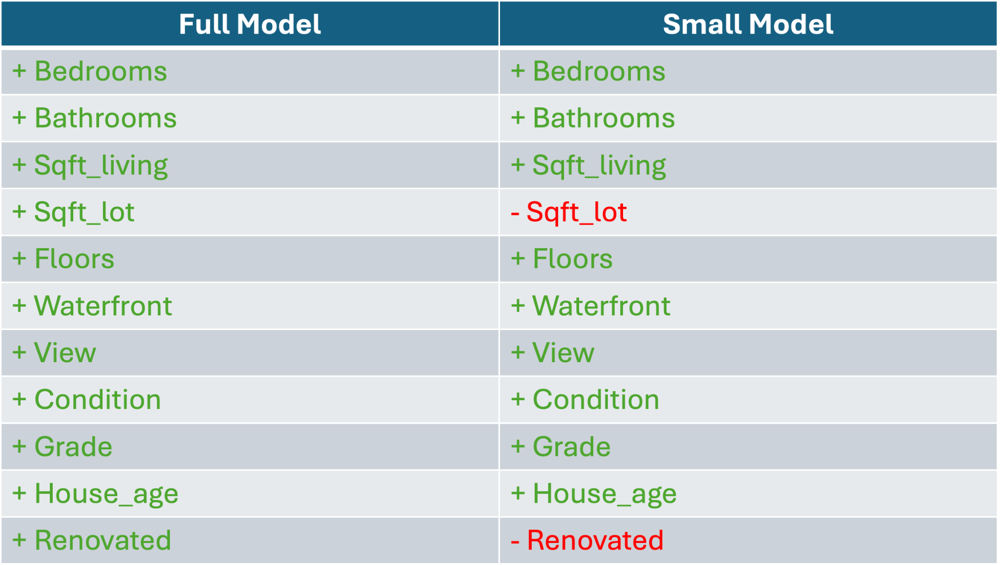 Full Model Small Model
+ Bedrooms + Bedrooms
+ Bathrooms + Bathrooms
+ Sqft_living + Sqft_living
+ Sqft_lot - Sqft_lot
+ Floors + Floors
+ Waterfront + Waterfront
+ View + View
+ Condition + Condition
+ Grade + Grade
+ House_age + House_age
+ Renovated - Renovated